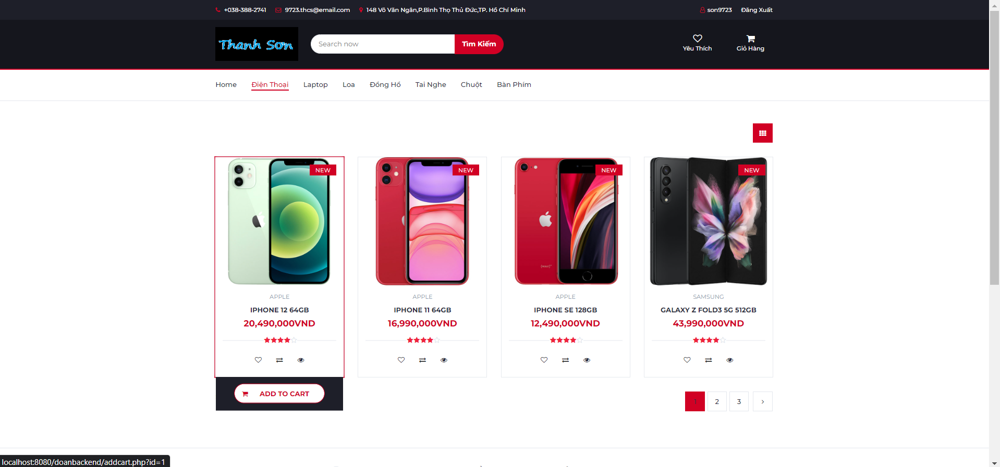 +038-388-2741 9723.thcs@email.com 148 Võ Văn Ngân,P.Bình Thọ Thủ Đức,TP. Hồ Chí Minh son9723 Đăng Xuất
Thanh Sơn Search now Tìm Kiếm Yêu Thích Giỏ Hàng
Home Điện Thoại Laptop Loa Đồng Hồ Tai Nghe Chuột Bàn Phím
NEW NEW NEW NEW
APPLE APPLE APPLE SAMSUNG
IPHONE 12 64GB IPHONE 11 64GB IPHONE SE 128GB GALAXY Z FOLD3 5G 512GB
20,490,000VND 16,990,000VND 12,490,000VND 43,990,000VND
ADD TO CART
1 2 3
localhost:8080/doanbackend/addcart.php?id=1